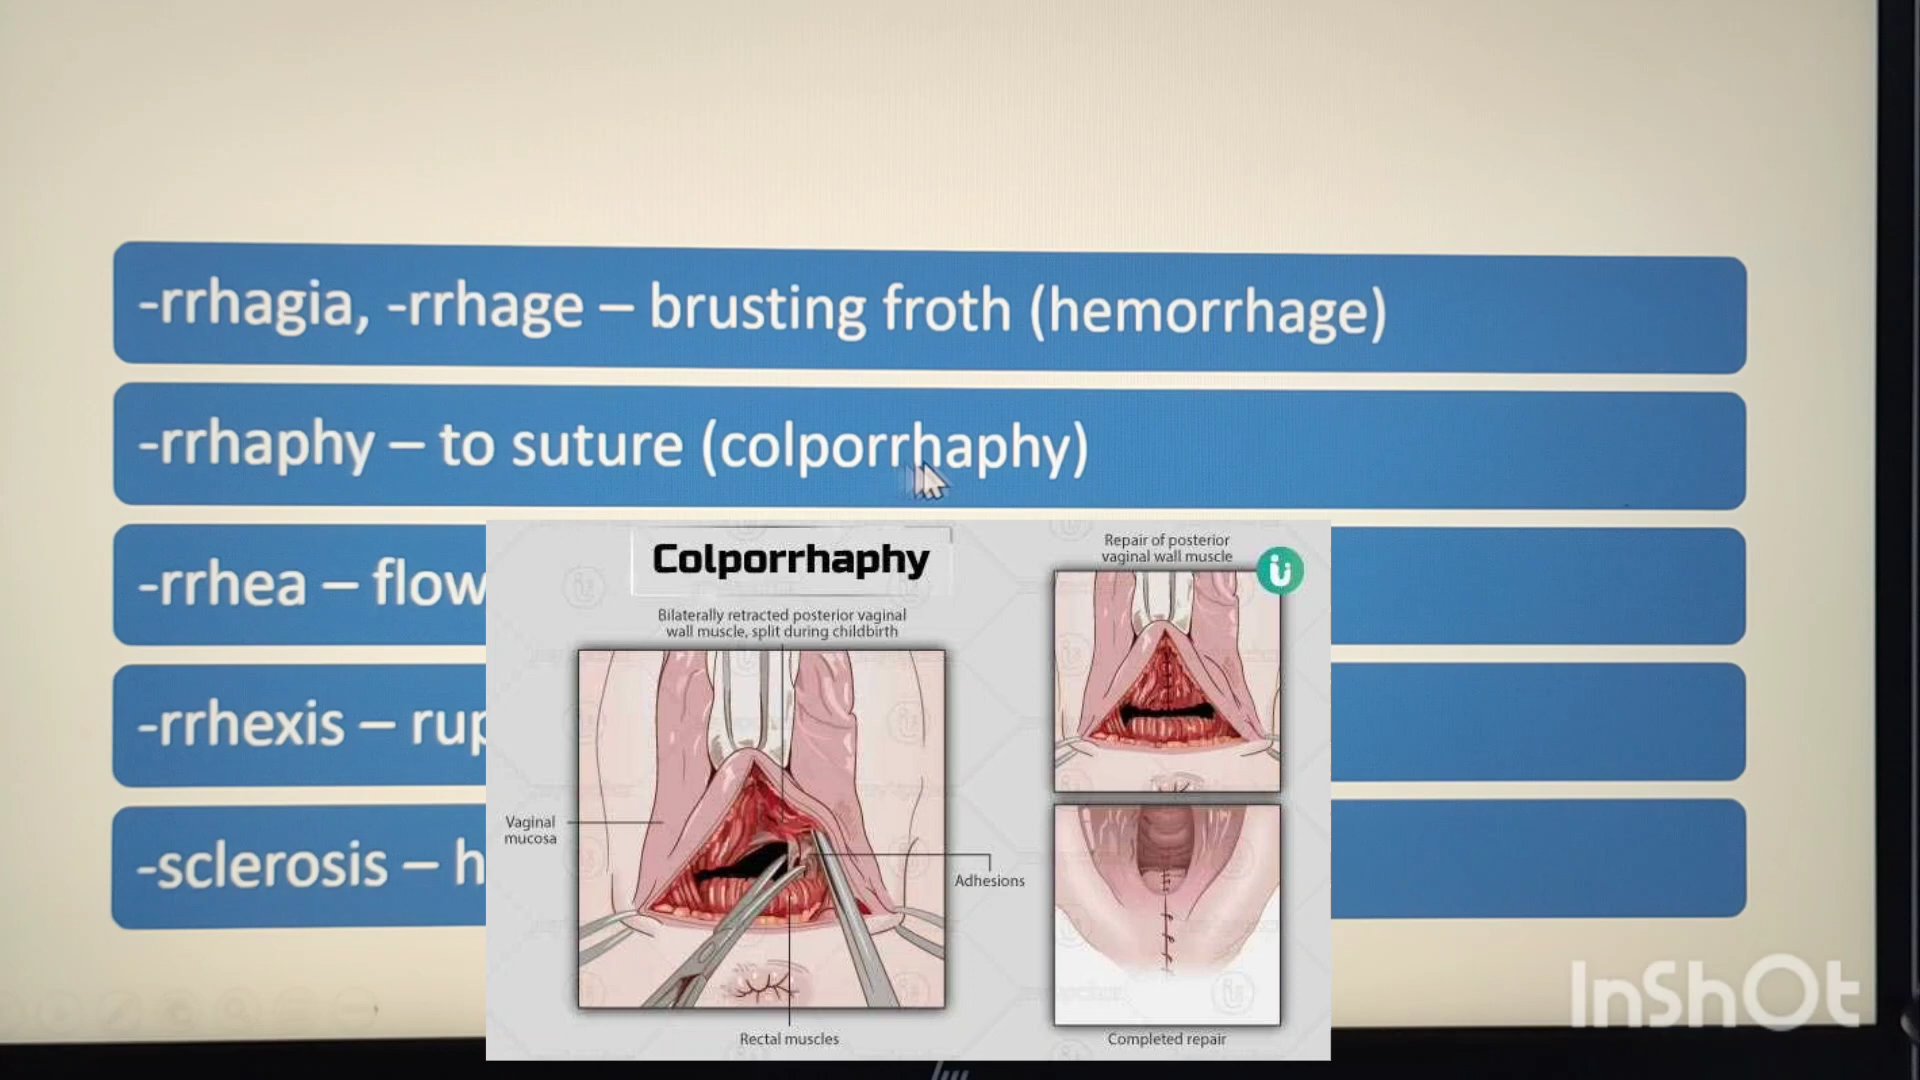 -rrhagia, -rrhage – brusting froth (hemorrhage)
-rrhaphy – to suture (colporrhaphy)
-rrhea – flow
-rrhexis – rup
-sclerosis – h
Colporrhaphy
Bilaterally retracted posterior vaginal
wall muscle, split during childbirth
Vaginal
mucosa
Adhesions
Rectal muscles
Repair of posterior
vaginal wall muscle
Completed repair
InShOt